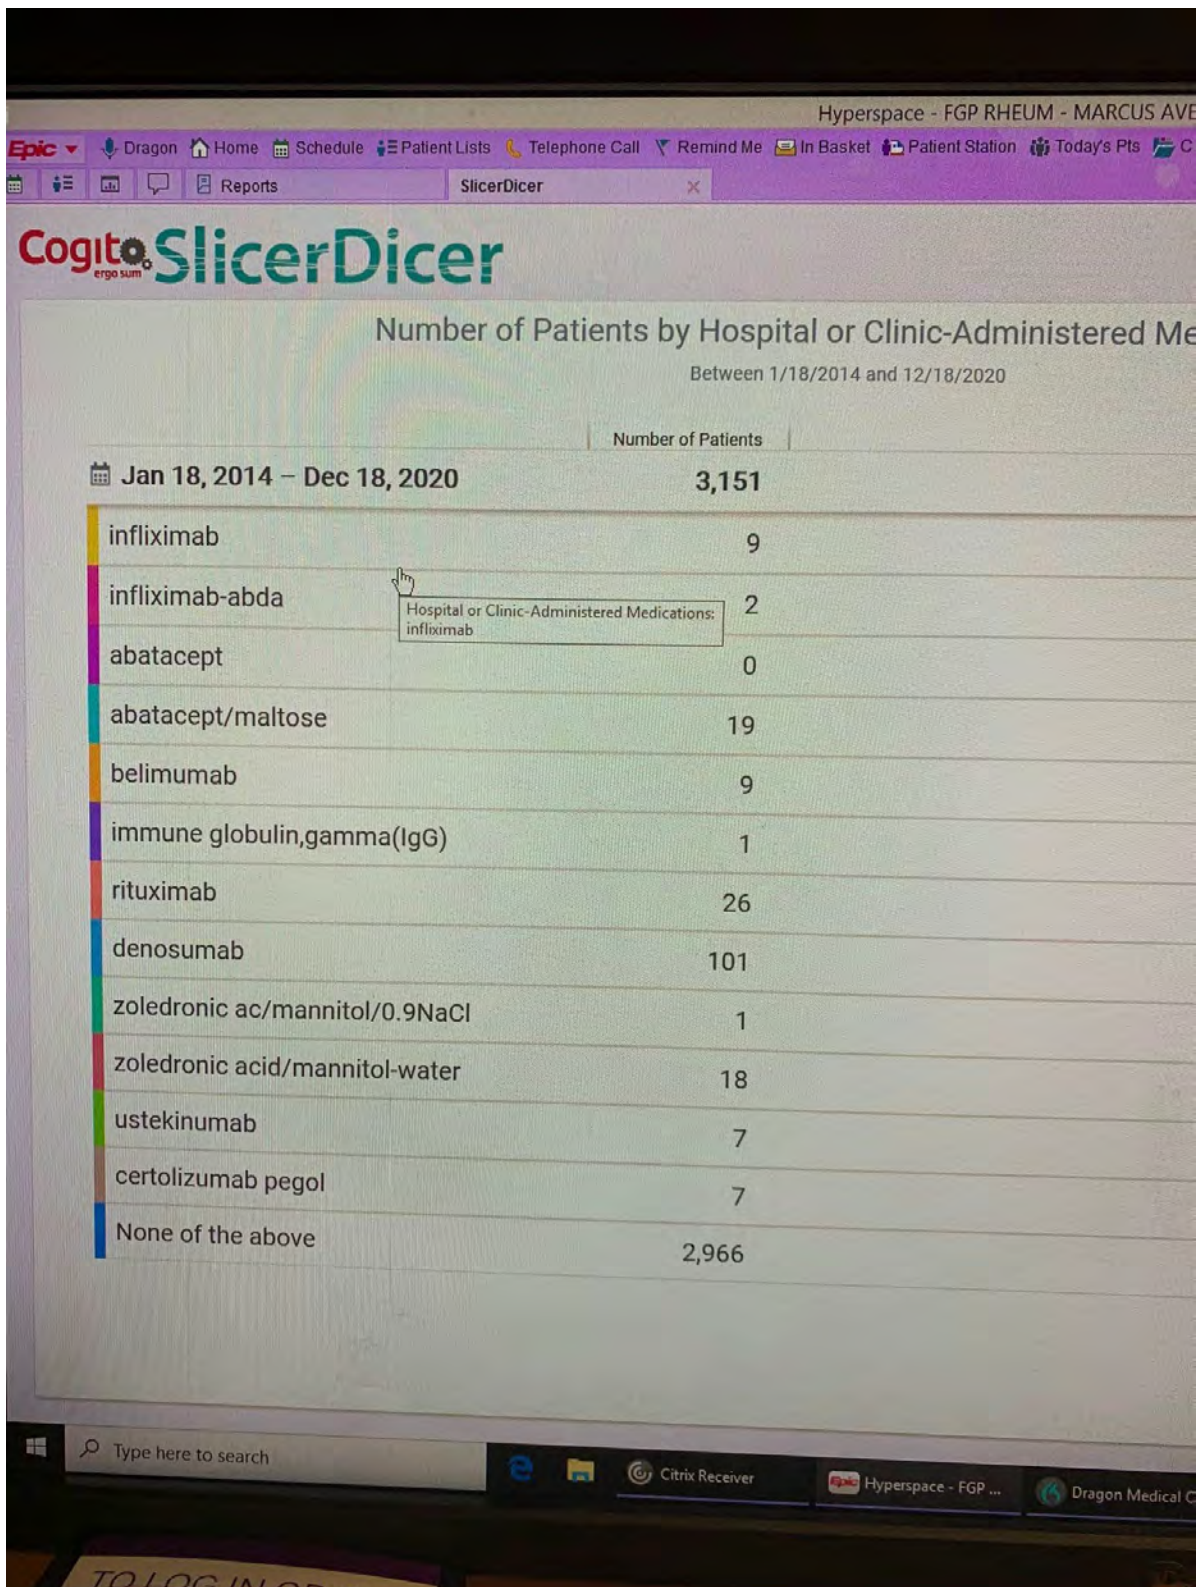 Hyperspace - FGP RHEUM - MARCUS AVE
Epic Dragon Home Schedule Patient Lists Telephone Call Remind Me In Basket Patient Station Today's Pts C
Reports SlicerDicer
Cogito SlicerDicer
ergo sum
Number of Patients by Hospital or Clinic-Administered Me
Between 1/18/2014 and 12/18/2020
Number of Patients
Jan 18, 2014 – Dec 18, 2020 3,151
infliximab 9
infliximab-abda 2
Hospital or Clinic-Administered Medications:
infliximab
abatacept 0
abatacept/maltose 19
belimumab 9
immune globulin,gamma(IgG) 1
rituximab 26
denosumab 101
zoledronic ac/mannitol/0.9NaCl 1
zoledronic acid/mannitol-water 18
ustekinumab 7
certolizumab pegol 7
None of the above 2,966
Type here to search Citrix Receiver Epic Hyperspace - FGP ... Dragon Medical C
TO LOG IN